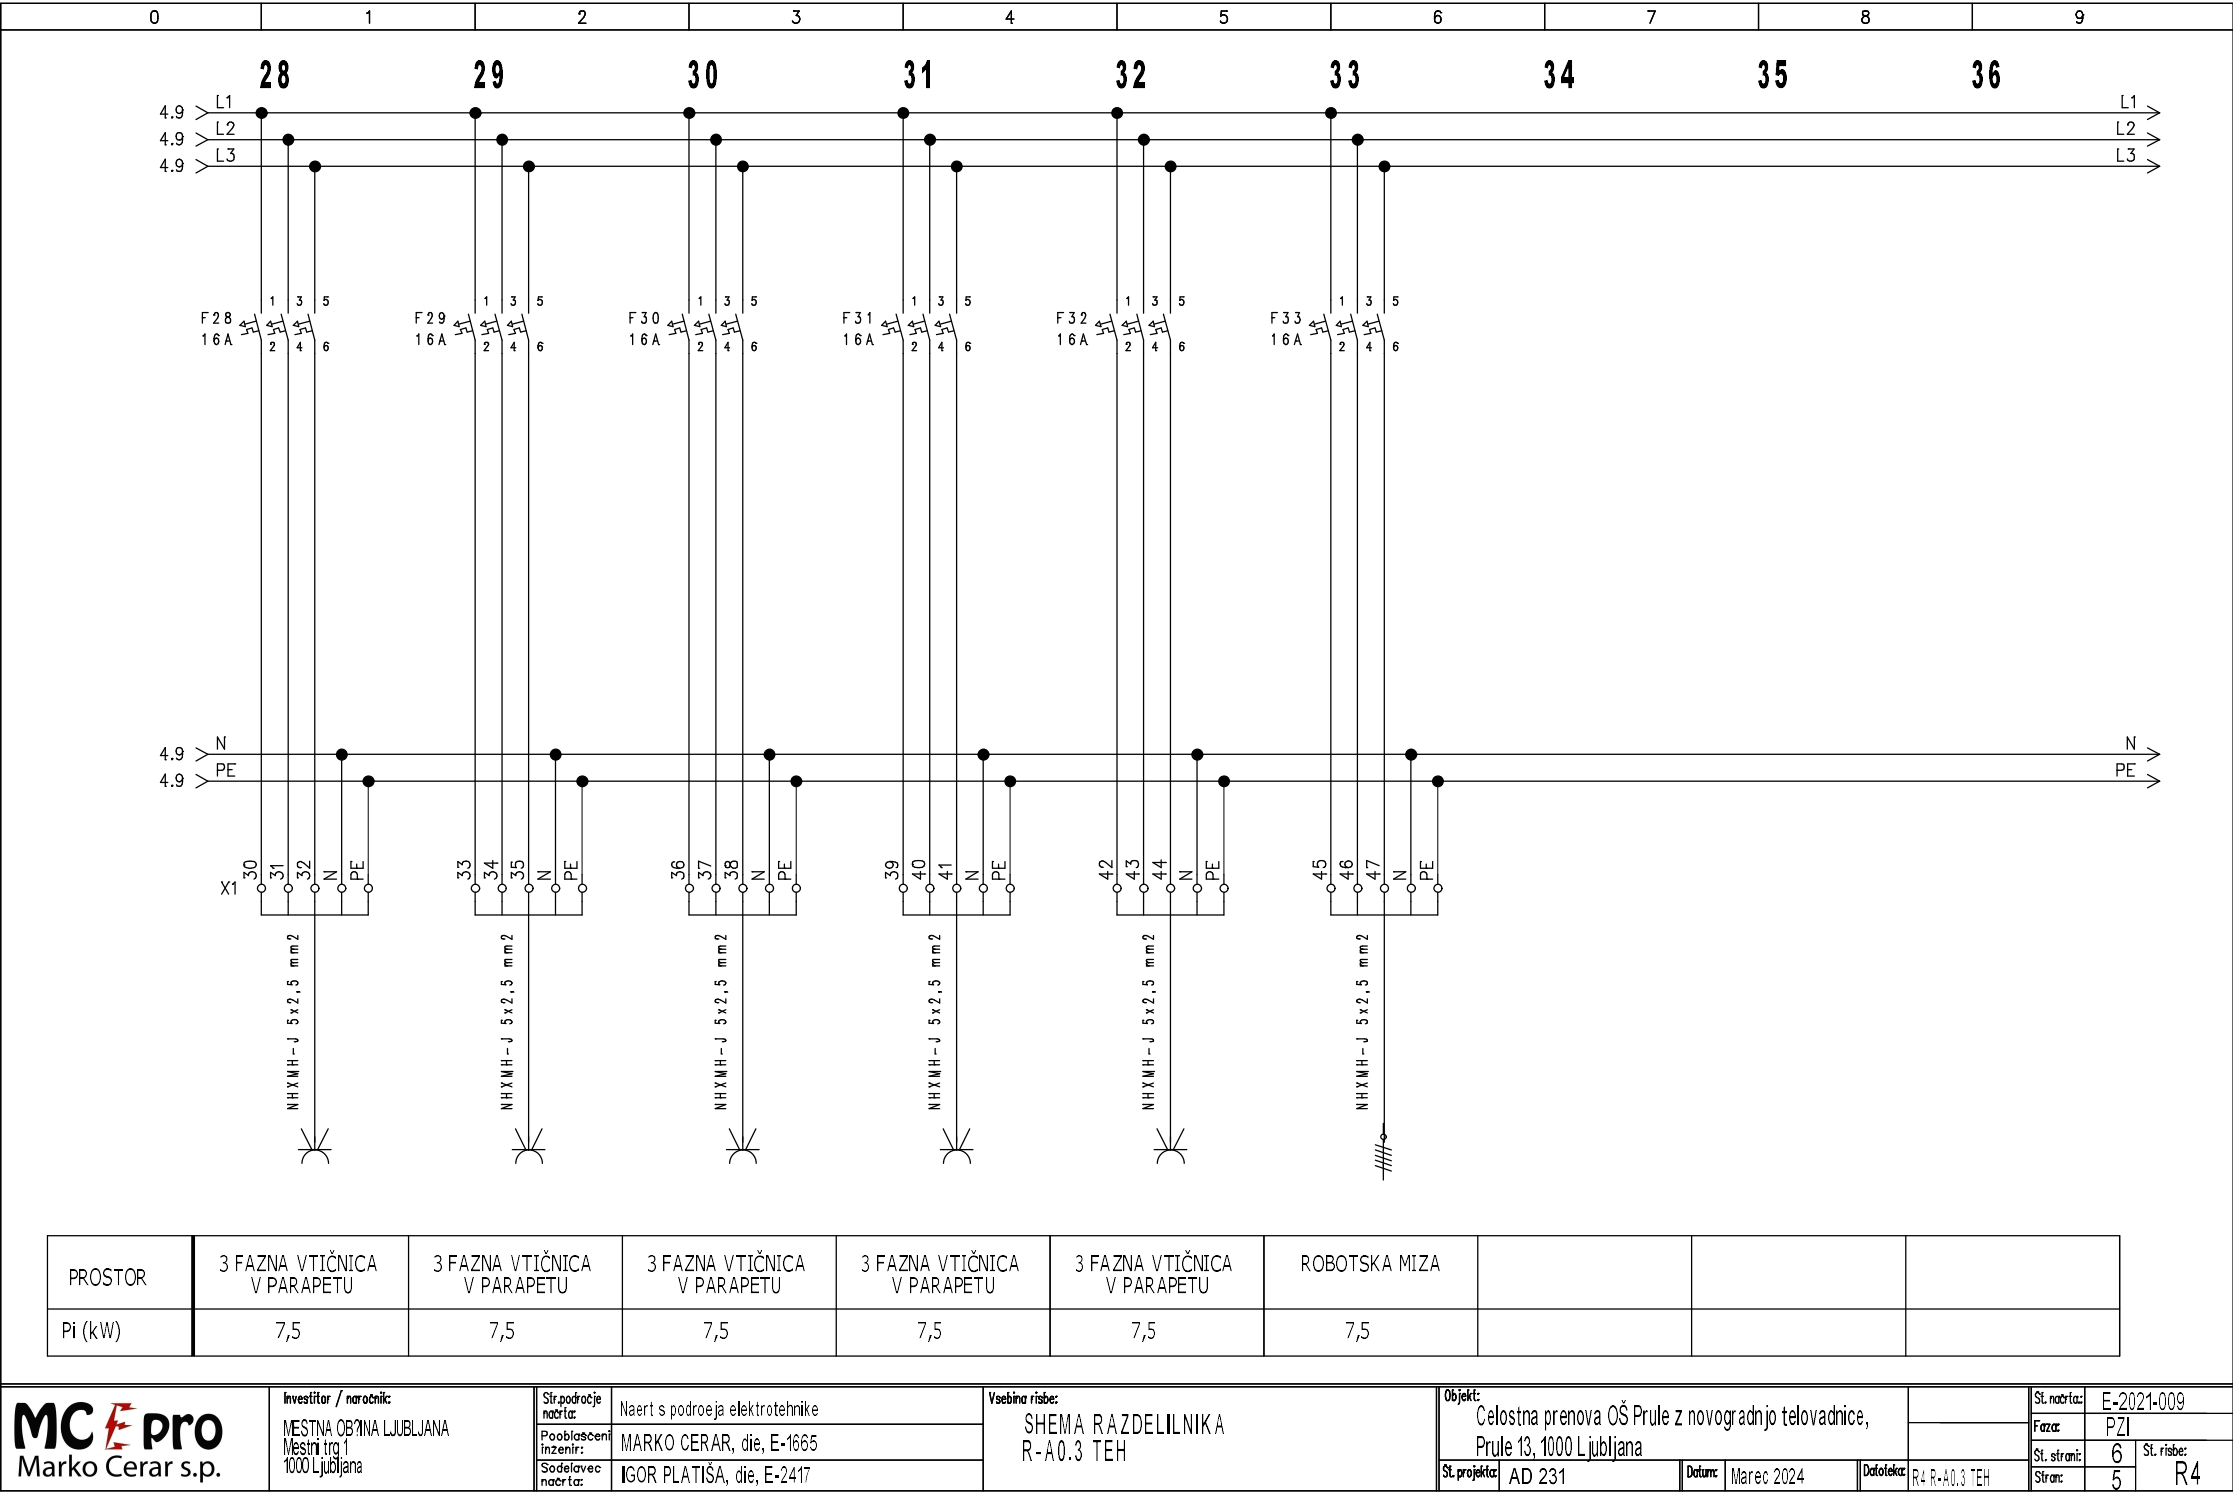 0 1 2 3 4 5 6 7 8 9
28 29 30 31 32 33 34 35 36
4.9 L1 L1
4.9 L2 L2
4.9 L3 L3
1 3 5 1 3 5 1 3 5 1 3 5 1 3 5 1 3 5
F28 F29 F30 F31 F32 F33
16A 16A 16A 16A 16A 16A
2 4 6 2 4 6 2 4 6 2 4 6 2 4 6 2 4 6
4.9 N N
4.9 PE PE
X1 30 31 32 N PE 33 34 35 N PE 36 37 38 N PE 39 40 41 N PE 42 43 44 N PE 45 46 47 N PE
NHXMH-J 5x2,5 mm2
NHXMH-J 5x2,5 mm2
NHXMH-J 5x2,5 mm2
NHXMH-J 5x2,5 mm2
NHXMH-J 5x2,5 mm2
NHXMH-J 5x2,5 mm2
PROSTOR
3 FAZNA VTIČNICA
V PARAPETU
3 FAZNA VTIČNICA
V PARAPETU
3 FAZNA VTIČNICA
V PARAPETU
3 FAZNA VTIČNICA
V PARAPETU
3 FAZNA VTIČNICA
V PARAPETU
ROBOTSKA MIZA
Pi (kW) 7,5 7,5 7,5 7,5 7,5 7,5
MC E pro
Marko Cerar s.p.
Investitor / naročnik:
MESTNA OB?INA LJUBLJANA
Mestni trg 1
1000 Ljubljana
Str.področje
načrta:
Naert s podroeja elektrotehnike
Pooblaščeni
inženir:
MARKO CERAR, die, E-1665
Sodelavec
načrta:
IGOR PLATIŠA, die, E-2417
Vsebina risbe:
SHEMA RAZDELILNIKA
R-A0.3 TEH
Objekt:
Celostna prenova OŠ Prule z novogradnjo telovadnice,
Prule 13, 1000 Ljubljana
Št. projekta: AD 231
Datum: Marec 2024
Datoteka: R4 R-A0.3 TEH
Št. načrta: E-2021-009
Faza: PZI
Št. strani: 6
Stran: 5
Št. risbe:
R4